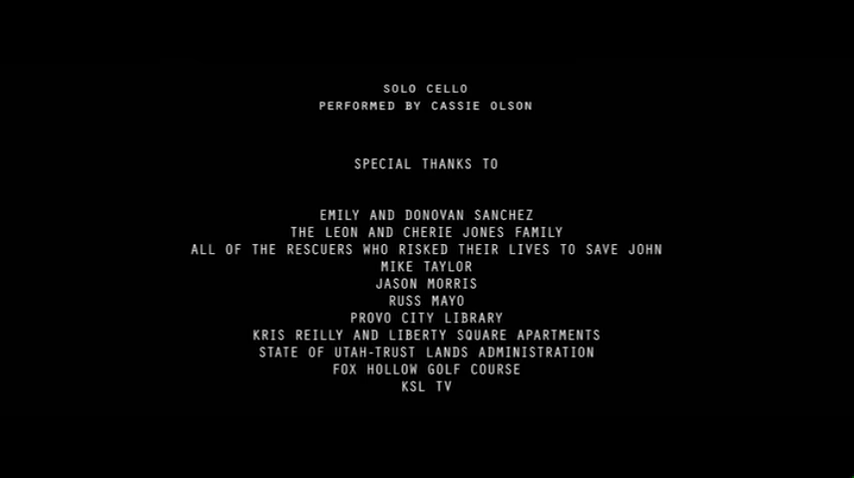 SOLO CELLO
PERFORMED BY CASSIE OLSON
SPECIAL THANKS TO
EMILY AND DONOVAN SANCHEZ
THE LEON AND CHERIE JONES FAMILY
ALL OF THE RESCUERS WHO RISKED THEIR LIVES TO SAVE JOHN
MIKE TAYLOR
JASON MORRIS
RUSS MAYO
PROVO CITY LIBRARY
KRIS REILLY AND LIBERTY SQUARE APARTMENTS
STATE OF UTAH-TRUST LANDS ADMINISTRATION
FOX HOLLOW GOLF COURSE
KSL TV